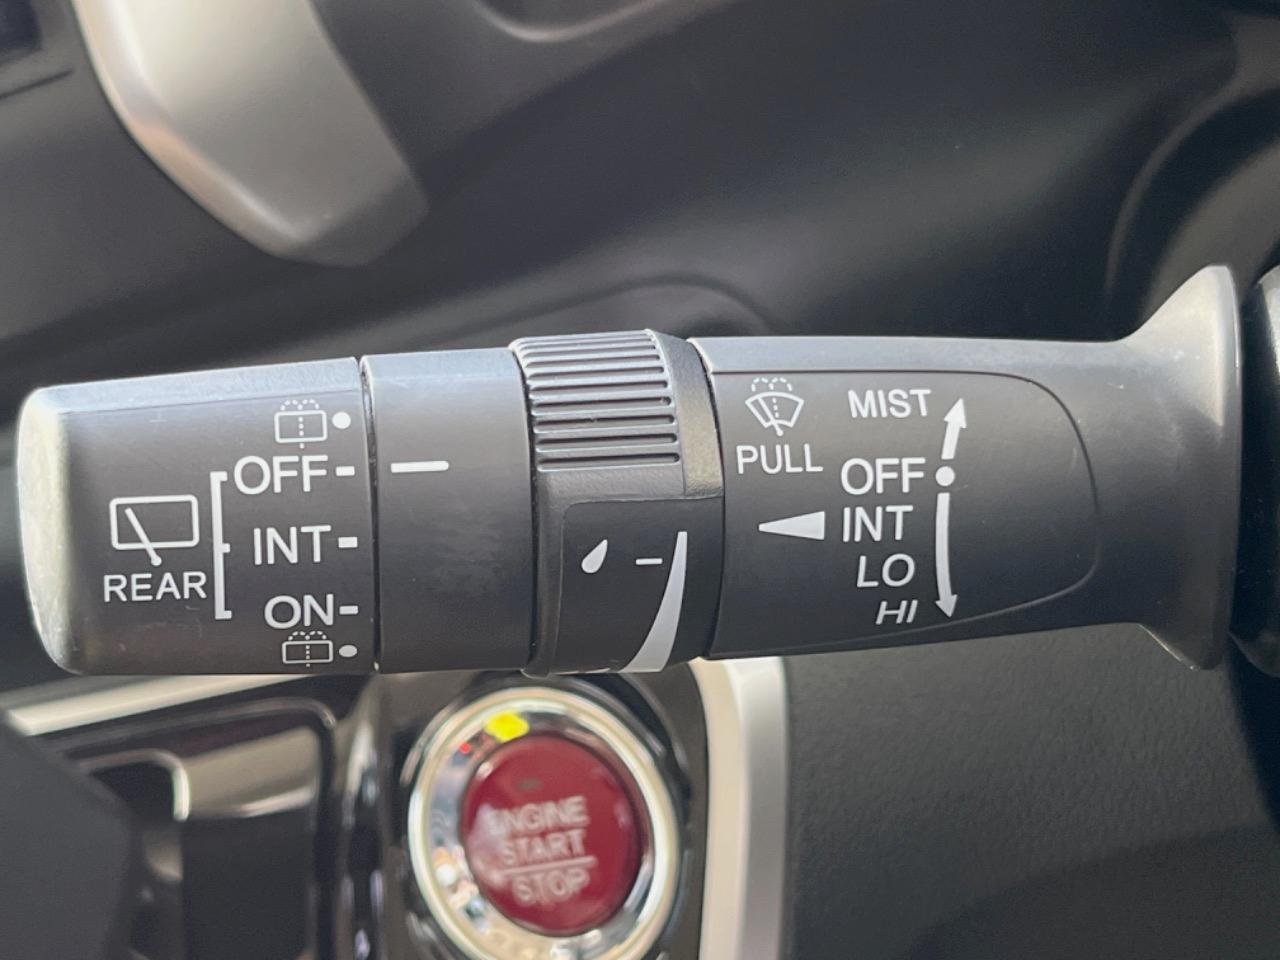 OFF
INT
ON
REAR
PULL
MIST
OFF
INT
LO
HI
ENGINE
START
STOP